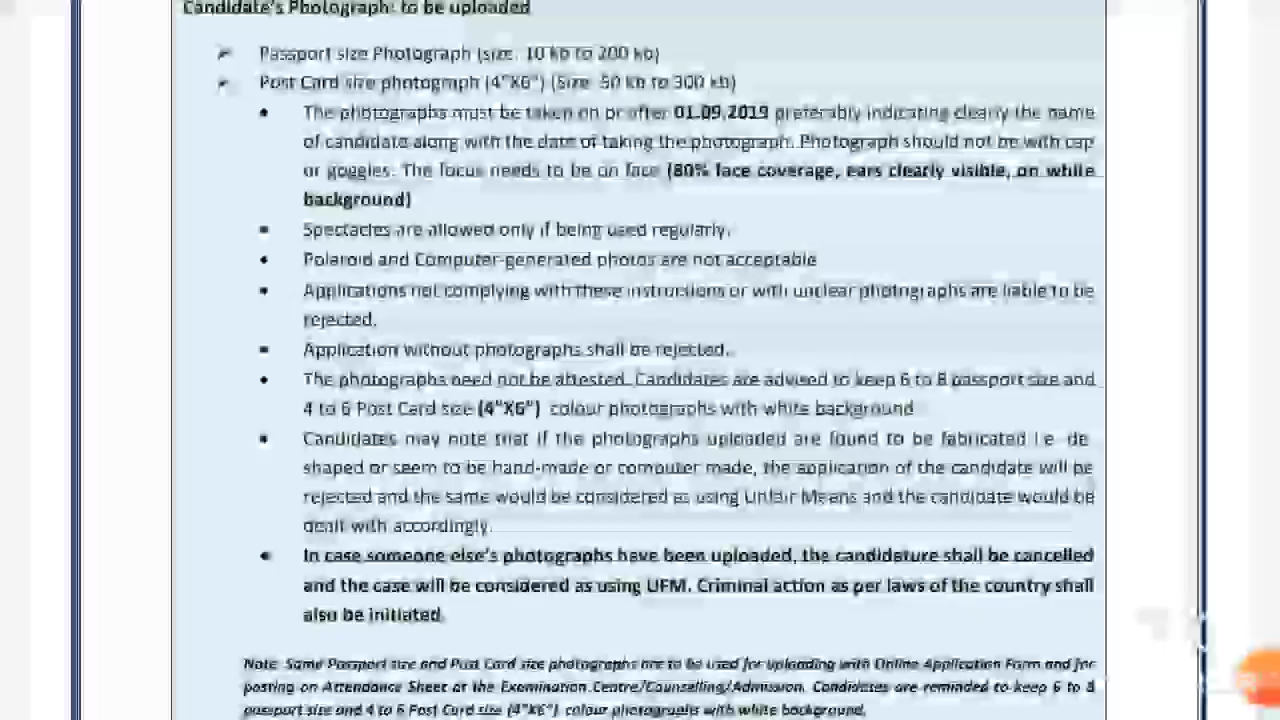 Candidate's Photograph: to be uploaded
Passport size Photograph (size: 10 kb to 200 kb)
Post Card size photograph (4"X6") (Size: 50 kb to 300 kb)
The photographs must be taken on or after 01.09.2019 preferably indicating clearly the name
of candidate along with the date of taking the photograph. Photograph should not be with cap
or goggles. The focus needs to be on face (80% face coverage, ears clearly visible, on white
background)
Spectacles are allowed only if being used regularly.
Polaroid and Computer-generated photos are not acceptable
Applications not complying with these instructions or with unclear photographs are liable to be
rejected.
Application without photographs shall be rejected.
The photographs need not be attested. Candidates are advised to keep 6 to 8 passport size and
4 to 6 Post Card size (4"X6") colour photographs with white background
Candidates may note that if the photographs uploaded are found to be fabricated i.e. de-
shaped or seem to be hand-made or computer made, the application of the candidate will be
rejected and the same would be considered as using Unfair Means and the candidate would be
dealt with accordingly.
In case someone else's photographs have been uploaded, the candidature shall be cancelled
and the case will be considered as using UFM. Criminal action as per laws of the country shall
also be initiated.
Note: Same Passport size and Post Card size photographs are to be used for uploading with Online Application Form and for
posting on Attendance Sheet at the Examination Centre/Counselling/Admission. Candidates are reminded to keep 6 to 8
passport size and 4 to 6 Post Card size (4"X6") colour photographs with white background.